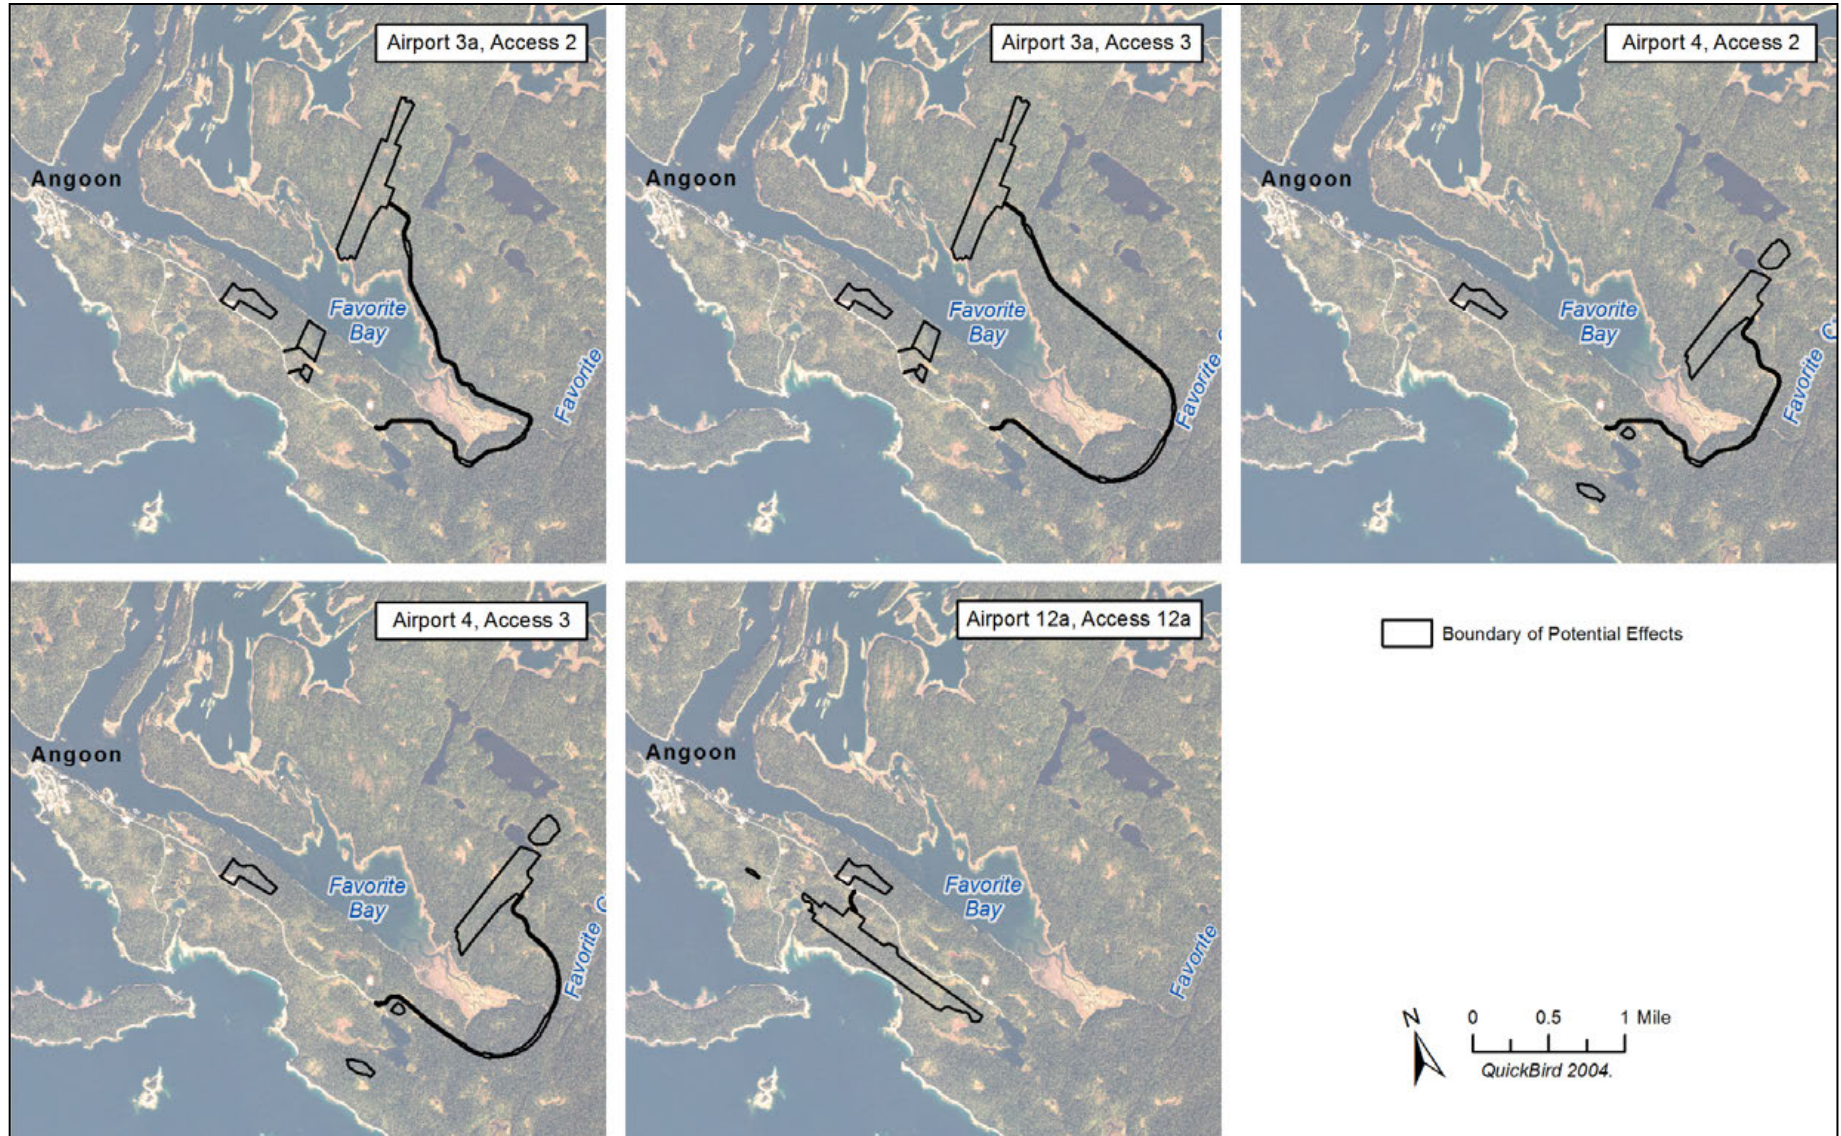 Airport 3a, Access 2
Angoon
Favorite
Bay
Favorite
Airport 3a, Access 3
Angoon
Favorite
Bay
Favorite C
Airport 4, Access 2
Angoon
Favorite
Bay
Favorite C
Airport 4, Access 3
Angoon
Favorite
Bay
Favorite C
Airport 12a, Access 12a
Angoon
Favorite
Bay
Favorite
Boundary of Potential Effects
N
0 0.5 1 Mile
QuickBird 2004.